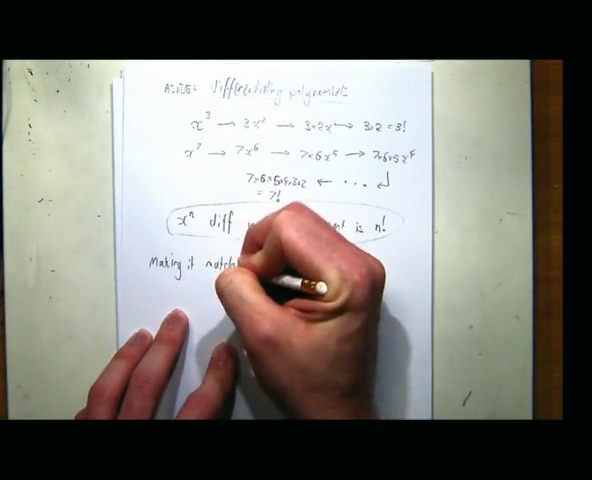 ASIDE: differentiating polynomials
x³ → 3x² → 3×2x → 3×2 = 3!
x⁷ → 7x⁶ → 7×6x⁵ → 7×6×5x⁴
7×6×5×4×3×2 ← ...
= 7!
xⁿ diff is n!
Making it match